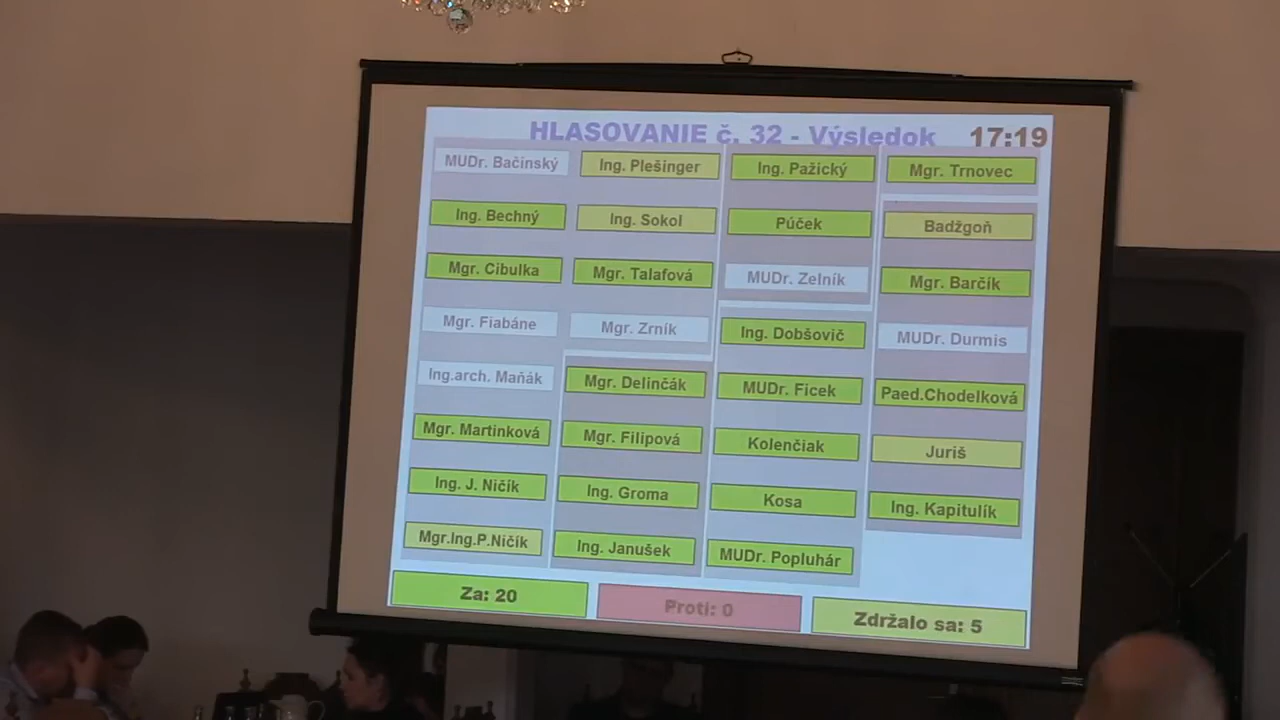 HLASOVANIE č. 32 - Výsledok 17:19
MUDr. Bačinský
Ing. Bechný
Mgr. Cibulka
Mgr. Fiabáne
Ing.arch. Maňák
Mgr. Martinková
Ing. J. Ničík
Mgr.Ing.P.Ničík
Ing. Plešinger
Ing. Sokol
Mgr. Talafová
Mgr. Zrník
Mgr. Delinčák
Mgr. Filipová
Ing. Groma
Ing. Janušek
Ing. Pažický
Púček
MUDr. Zelník
Ing. Dobšovič
MUDr. Ficek
Kolenčiak
Kosa
MUDr. Popluhár
Mgr. Trnovec
Badžgoň
Mgr. Barčík
MUDr. Durmis
Paed.Chodelková
Juriš
Ing. Kapitulík
Za: 20
Proti: 0
Zdržalo sa: 5